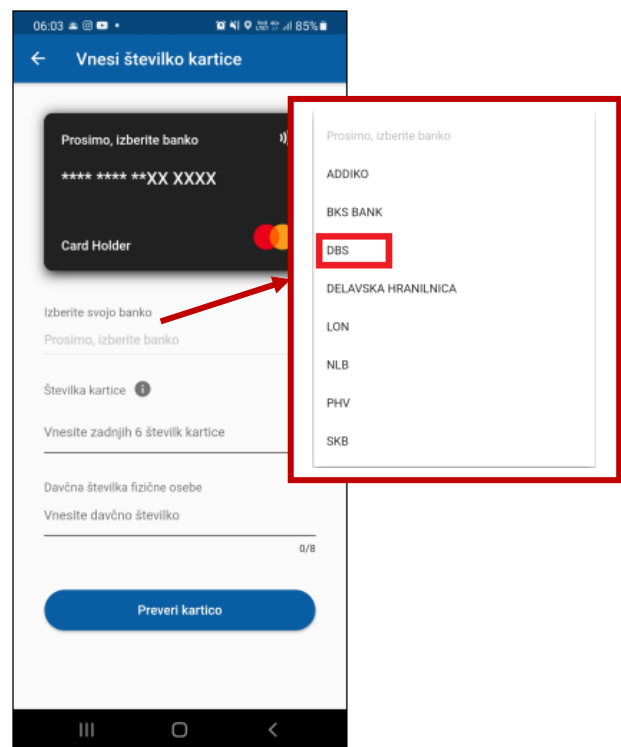 06:03
85%
Vnesi številko kartice
Prosimo, izberite banko
**** **** **XX XXXX
Card Holder
Izberite svojo banko
Prosimo, izberite banko
Številka kartice
Vnesite zadnjih 6 številk kartice
Davčna številka fizične osebe
Vnesite davčno številko
0/8
Preveri kartico
Prosimo, izberite banko
ADDIKO
BKS BANK
DBS
DELAVSKA HRANILNICA
LON
NLB
PHV
SKB